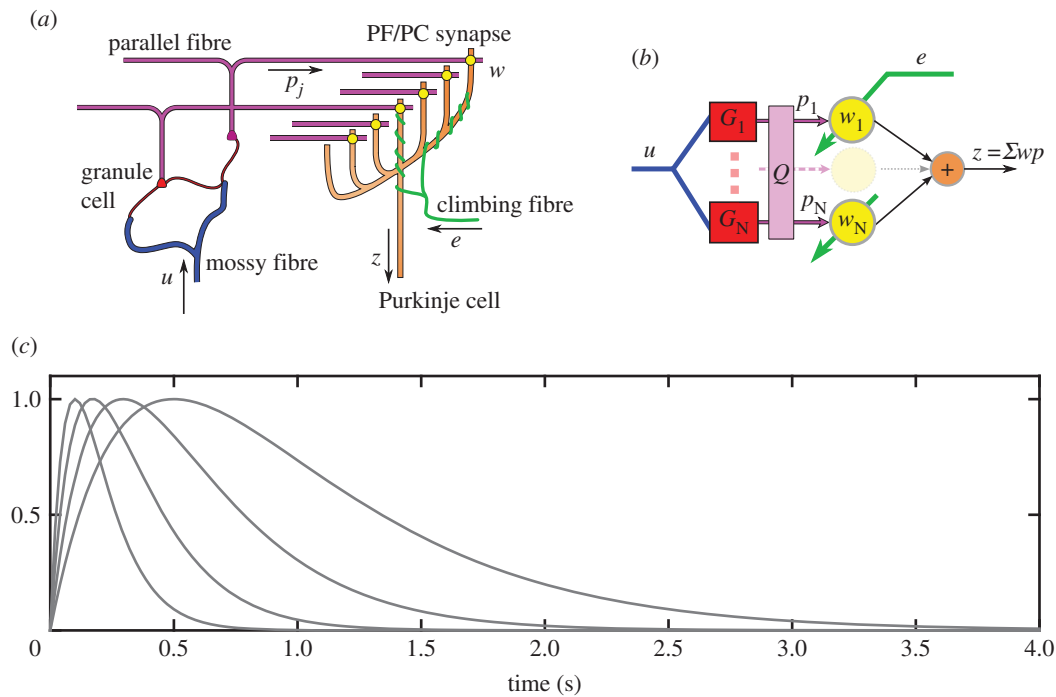 (a)
parallel fibre
PF/PC synapse
p_j
w
granule
cell
climbing fibre
e
mossy fibre
z
u
Purkinje cell
(b)
e
G_1
p_1
w_1
u
Q
z = Σwp
+
G_N
p_N
w_N
(c)
1.0
0.5
0 0.5 1.0 1.5 2.0 2.5 3.0 3.5 4.0
time (s)